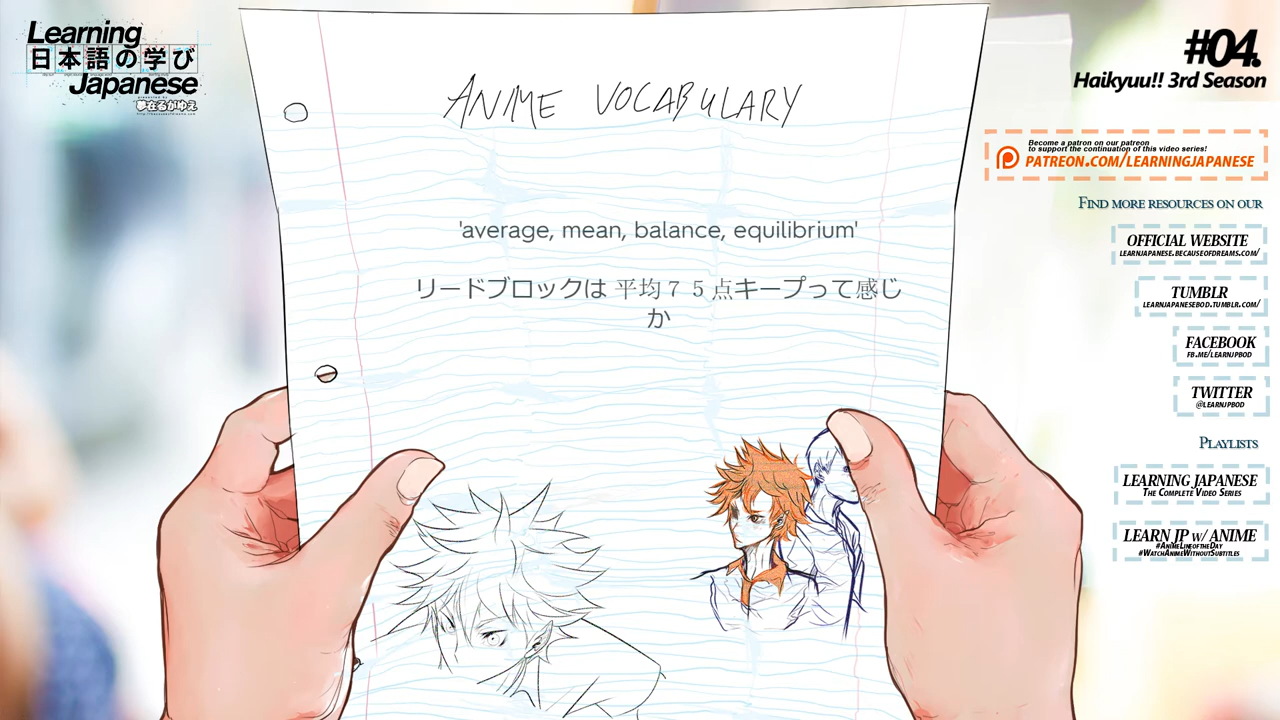 Learning
日本語の学び
Japanese
夢在るがゆえ
#04.
Haikyuu!! 3rd Season
ANIME VOCABULARY
'average, mean, balance, equilibrium'
リードブロックは 平均７５点キープって感じ
か
Become a patron on our patreon
to support the continuation of this video series!
PATREON.COM/LEARNINGJAPANESE
FIND MORE RESOURCES ON OUR
OFFICIAL WEBSITE
LEARNJAPANESE.BECAUSEOFDREAMS.COM/
TUMBLR
LEARNJAPANESEBOD.TUMBLR.COM/
FACEBOOK
FB.ME/LEARNJPBOD
TWITTER
@LEARNJPBOD
PLAYLISTS
LEARNING JAPANESE
THE COMPLETE VIDEO SERIES
LEARN JP W/ ANIME
#ANIMELINEOFTHEDAY
#WATCHANIMEWITHOUTSUBTITLES